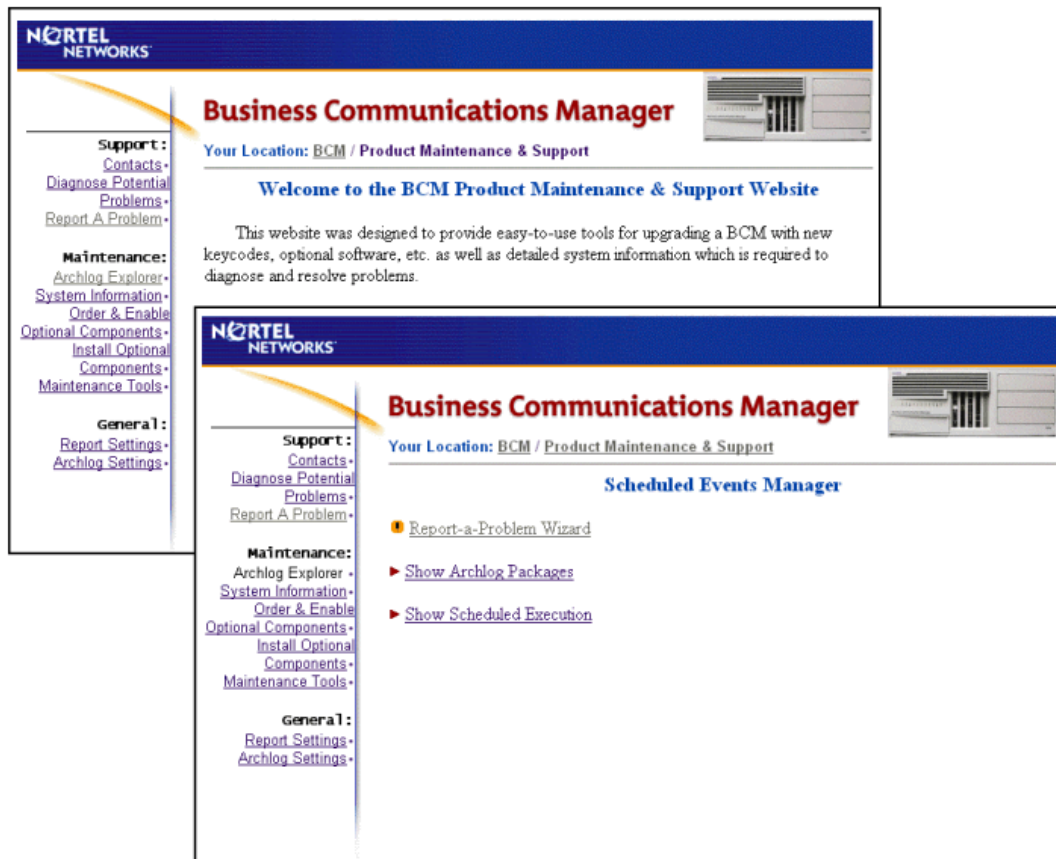 NORTEL
NETWORKS
Business Communications Manager
Your Location: BCM / Product Maintenance & Support
Support:
Contacts
Diagnose Potential
Problems
Report A Problem
Maintenance:
Archlog Explorer
System Information
Order & Enable
Optional Components
Install Optional
Components
Maintenance Tools
General:
Report Settings
Archlog Settings
Welcome to the BCM Product Maintenance & Support Website
This website was designed to provide easy-to-use tools for upgrading a BCM with new
keycodes, optional software, etc. as well as detailed system information which is required to
diagnose and resolve problems.
NORTEL
NETWORKS
Business Communications Manager
Your Location: BCM / Product Maintenance & Support
Support:
Contacts
Diagnose Potential
Problems
Report A Problem
Maintenance:
Archlog Explorer
System Information
Order & Enable
Optional Components
Install Optional
Components
Maintenance Tools
General:
Report Settings
Archlog Settings
Scheduled Events Manager
Report-a-Problem Wizard
Show Archlog Packages
Show Scheduled Execution